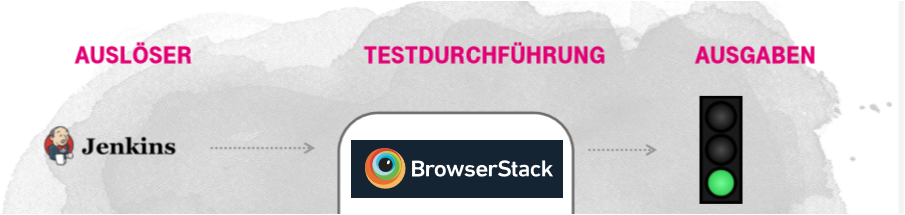 AUSLÖSER
TESTDURCHFÜHRUNG
AUSGABEN
Jenkins
BrowserStack